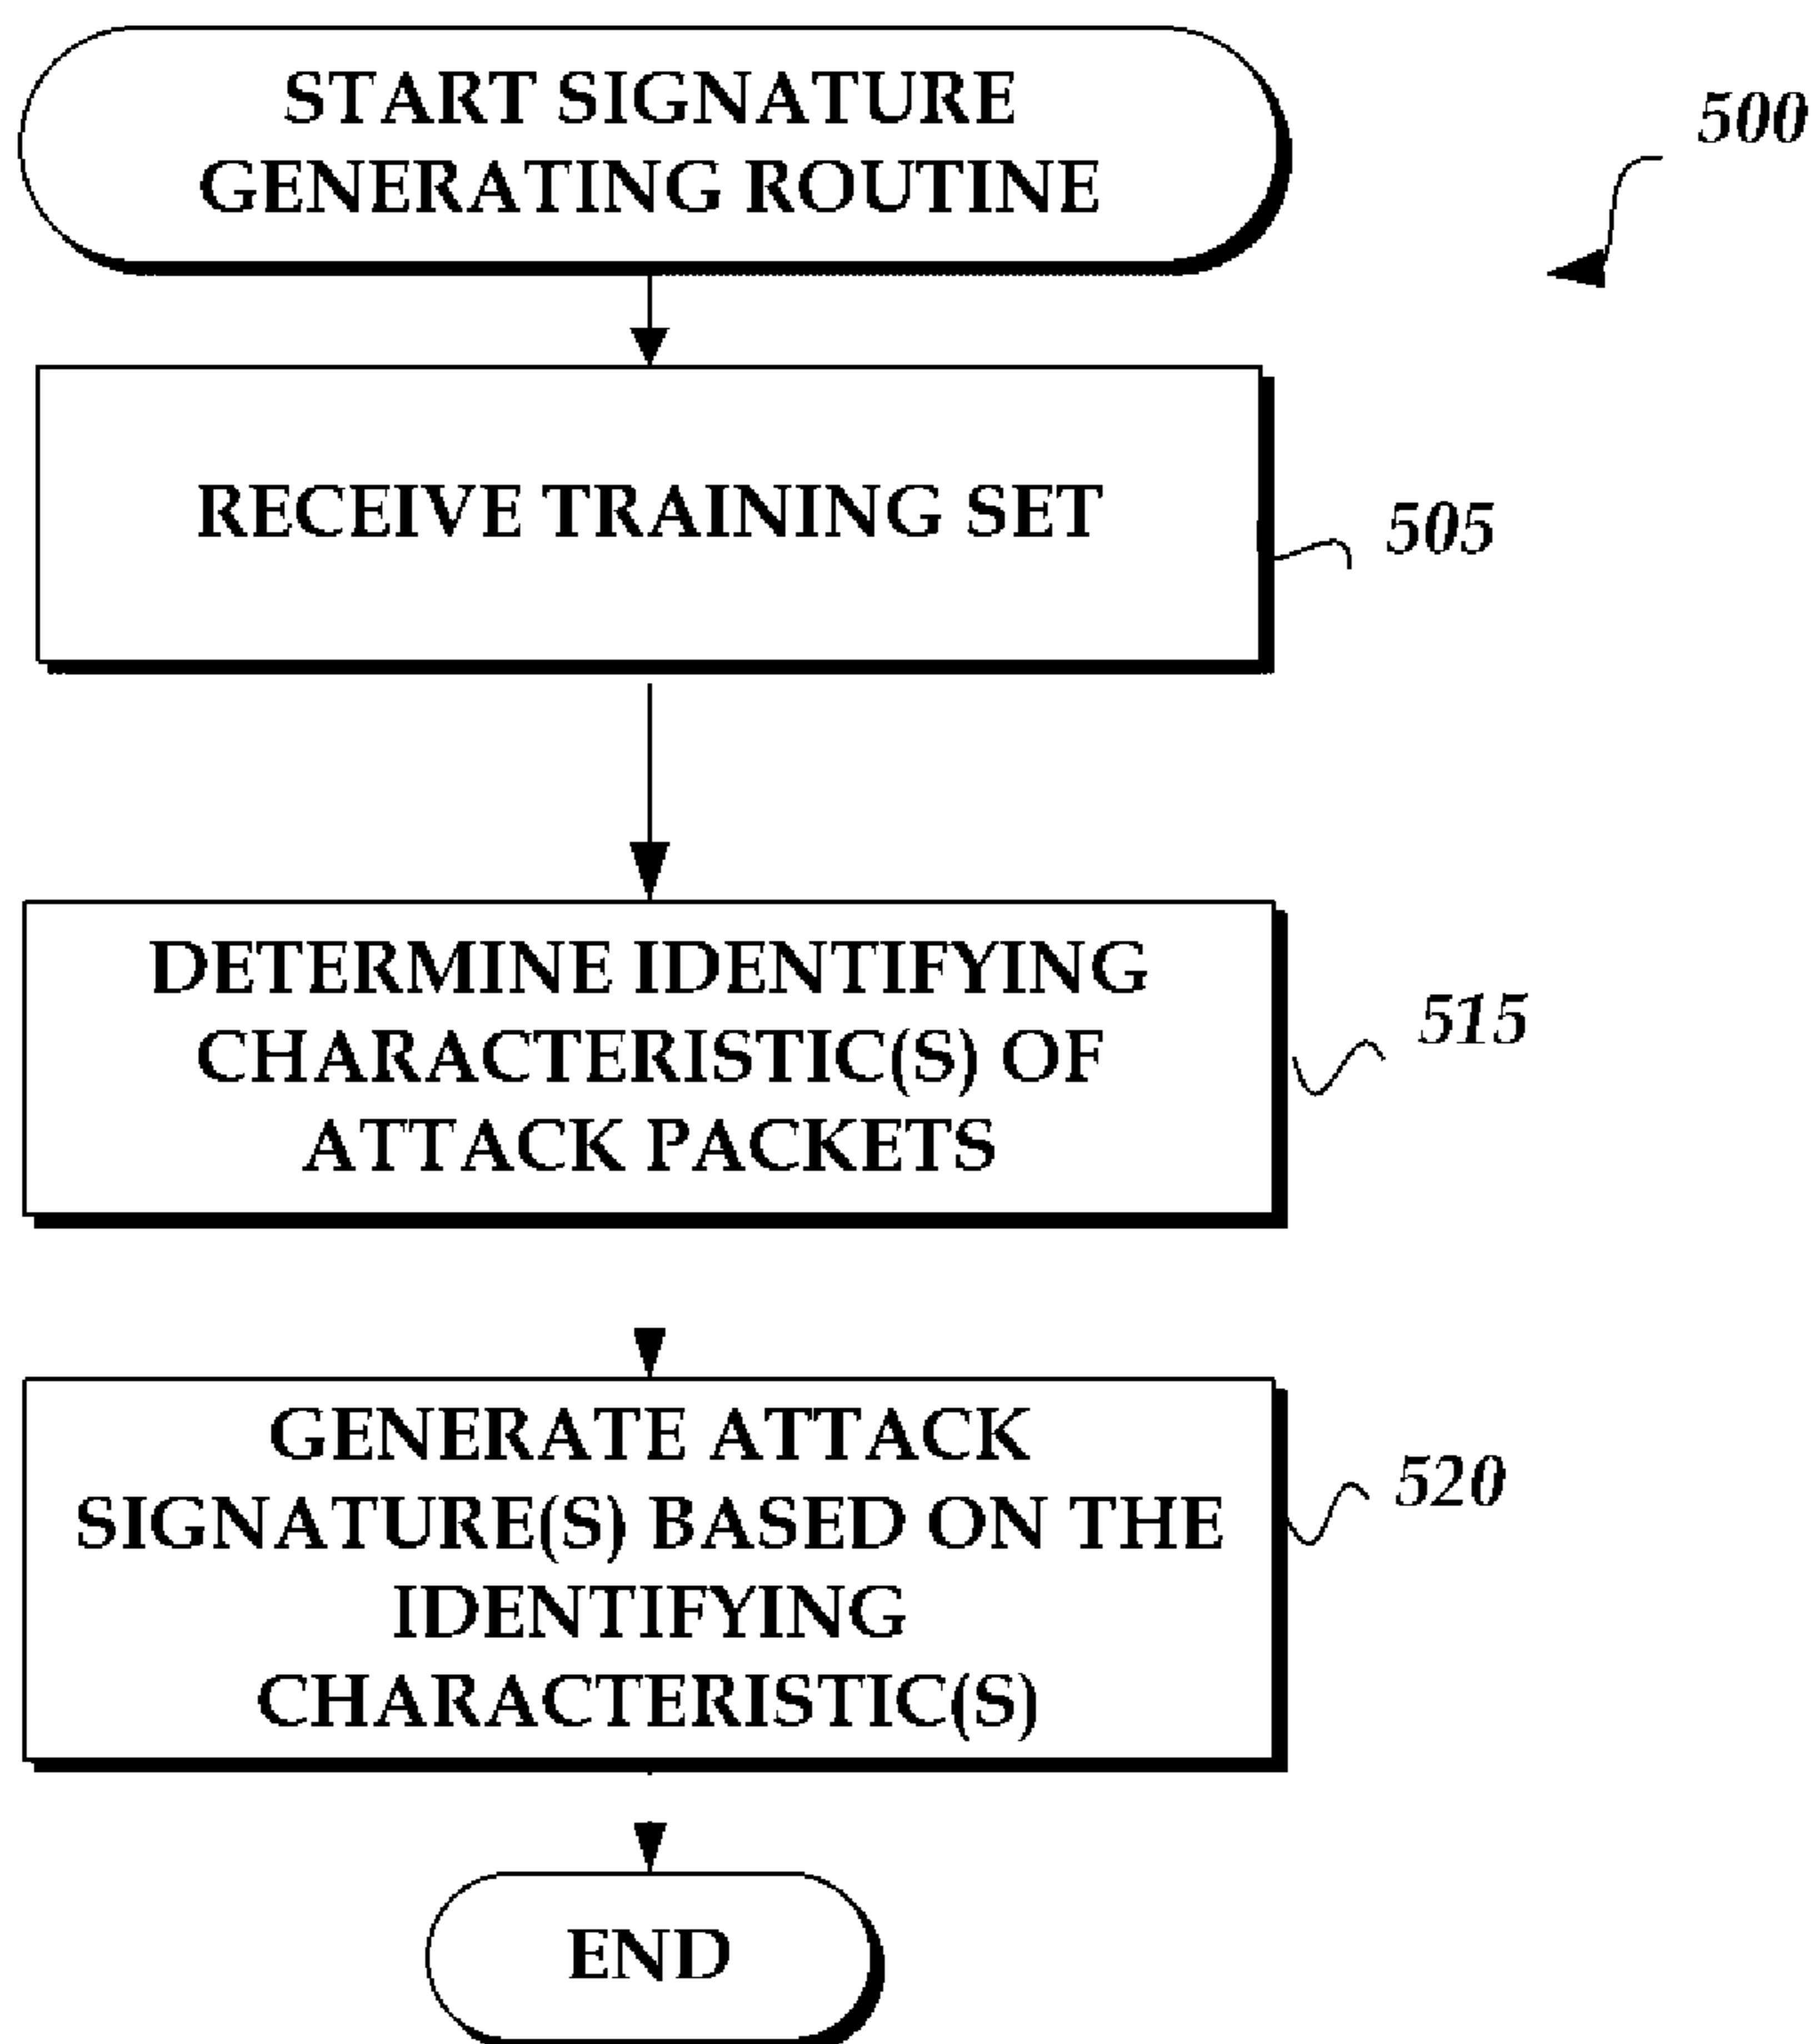 START SIGNATURE
GENERATING ROUTINE
500
RECEIVE TRAINING SET
505
DETERMINE IDENTIFYING
CHARACTERISTIC(S) OF
ATTACK PACKETS
515
GENERATE ATTACK
SIGNATURE(S) BASED ON THE
IDENTIFYING
CHARACTERISTIC(S)
520
END